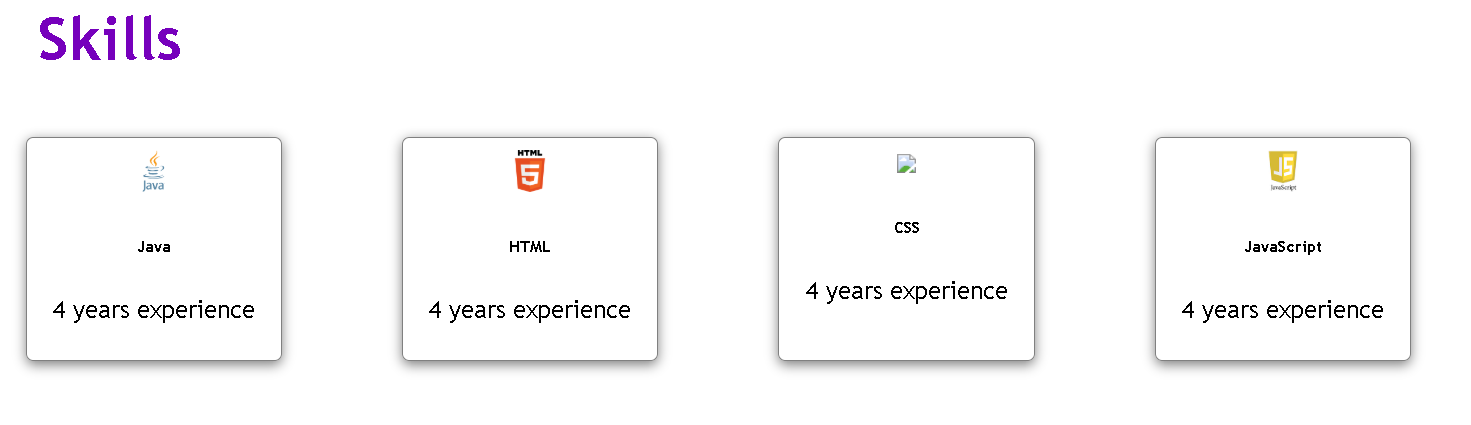 Skills
Java
Java
4 years experience
HTML
5
HTML
4 years experience
CSS
4 years experience
JS
JavaScript
JavaScript
4 years experience